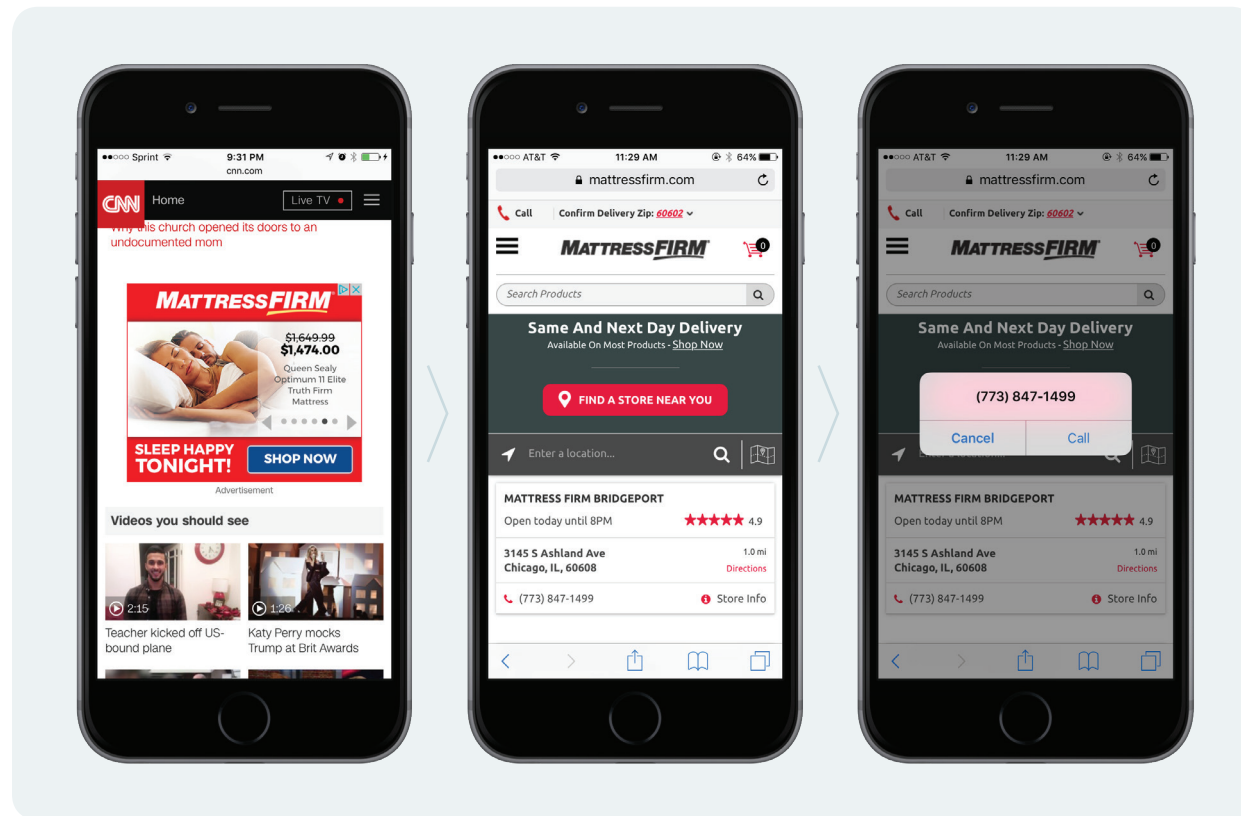 Sprint 9:31 PM
cnn.com
CNN Home Live TV
Why this church opened its doors to an
undocumented mom
MATTRESS FIRM
$1,649.99
$1,474.00
Queen Sealy
Optimum 11 Elite
Truth Firm
Mattress
SLEEP HAPPY
TONIGHT!
SHOP NOW
Advertisement
Videos you should see
2:15
Teacher kicked off US-
bound plane
1:26
Katy Perry mocks
Trump at Brit Awards
AT&T 11:29 AM 64%
mattressfirm.com
Call Confirm Delivery Zip: 60602
MATTRESS FIRM 0
Search Products
Same And Next Day Delivery
Available On Most Products - Shop Now
FIND A STORE NEAR YOU
Enter a location...
MATTRESS FIRM BRIDGEPORT
Open today until 8PM 4.9
3145 S Ashland Ave 1.0 mi
Chicago, IL, 60608 Directions
(773) 847-1499 Store Info
AT&T 11:29 AM 64%
mattressfirm.com
Call Confirm Delivery Zip: 60602
MATTRESS FIRM 0
Search Products
Same And Next Day Delivery
Available On Most Products - Shop Now
(773) 847-1499
Cancel Call
MATTRESS FIRM BRIDGEPORT
Open today until 8PM 4.9
3145 S Ashland Ave 1.0 mi
Chicago, IL, 60608 Directions
(773) 847-1499 Store Info